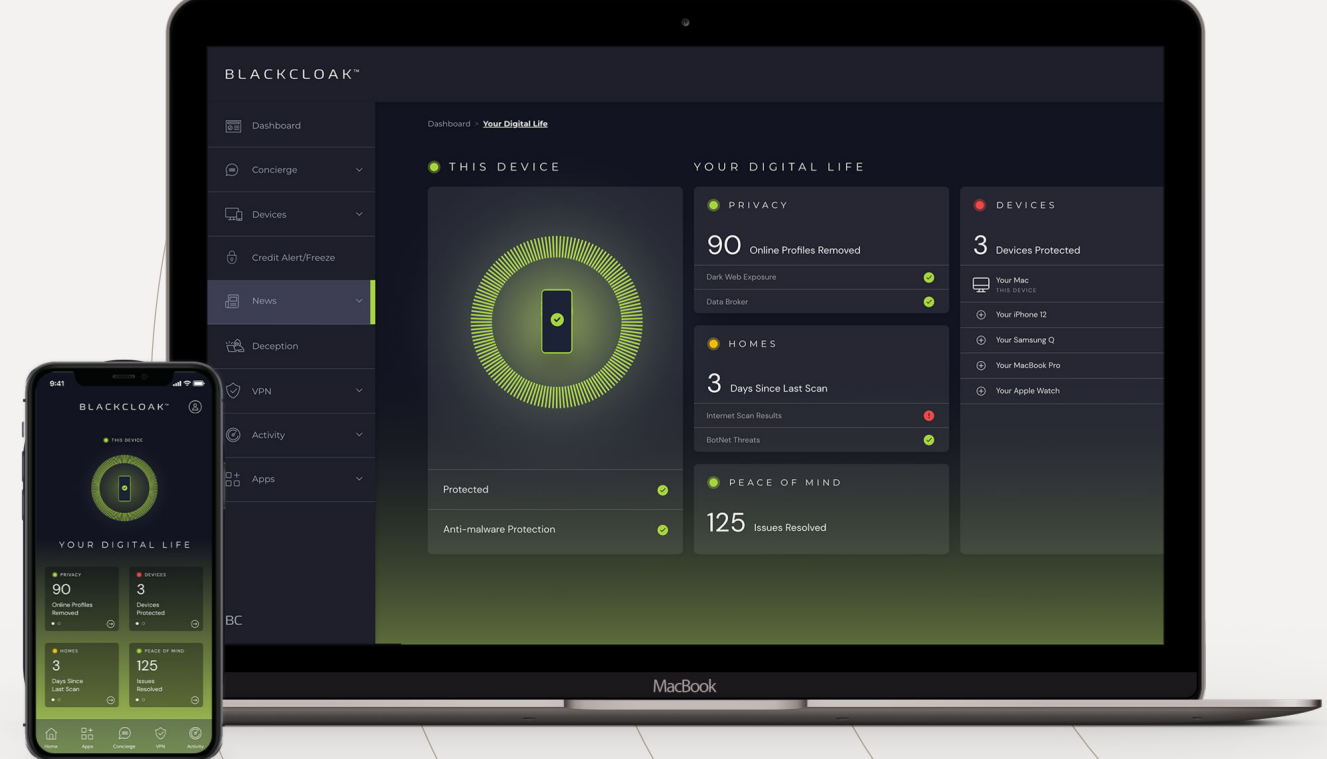 BLACKCLOAK™
Dashboard
Concierge
Devices
Credit Alert/Freeze
News
Deception
VPN
Activity
Apps
BC
Dashboard > Your Digital Life
THIS DEVICE
Protected
Anti-malware Protection
YOUR DIGITAL LIFE
PRIVACY
90 Online Profiles Removed
Dark Web Exposure
Data Broker
HOMES
3 Days Since Last Scan
Internet Scan Results
BotNet Threats
PEACE OF MIND
125 Issues Resolved
DEVICES
3 Devices Protected
Your Mac
THIS DEVICE
Your iPhone 12
Your Samsung Q
Your MacBook Pro
Your Apple Watch
MacBook
9:41
BLACKCLOAK™
THIS DEVICE
YOUR DIGITAL LIFE
PRIVACY
90
Online Profiles
Removed
DEVICES
3
Devices
Protected
HOMES
3
Days Since
Last Scan
PEACE OF MIND
125
Issues
Resolved
Home
Apps
Concierge
VPN
Activity